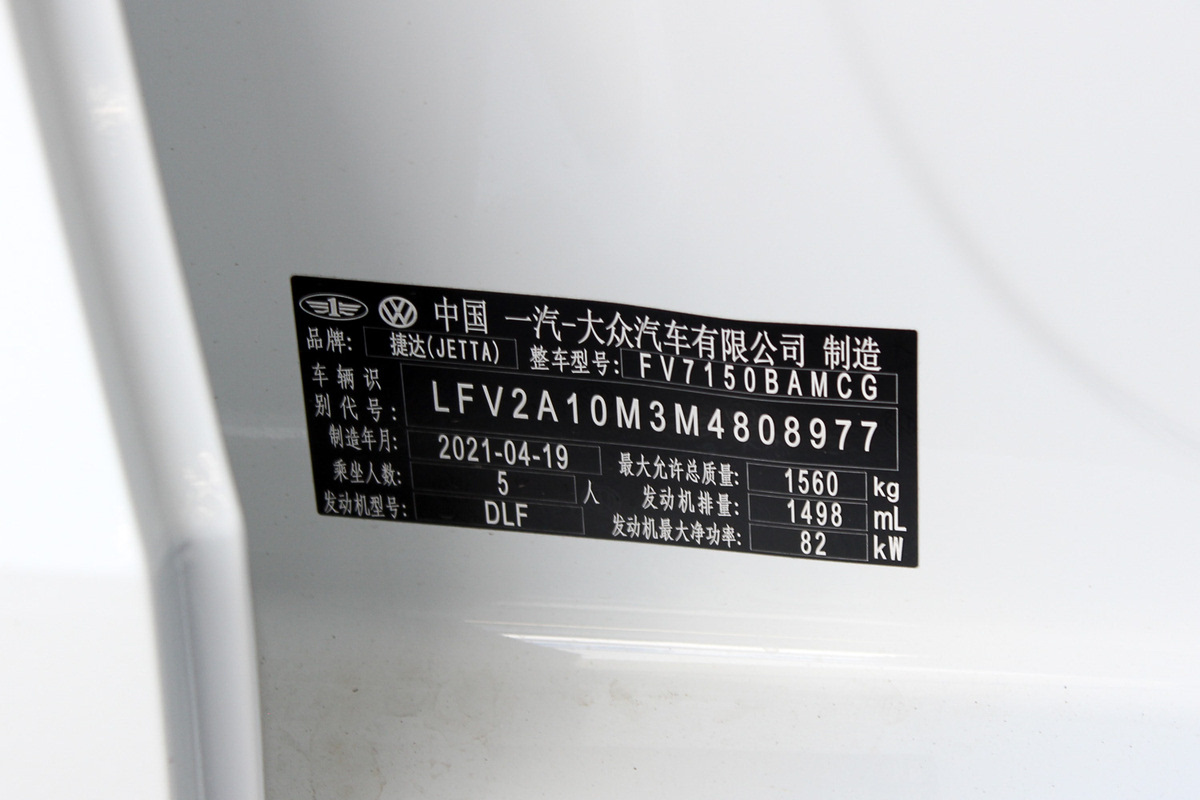 中国 一汽-大众汽车有限公司 制造
品牌: 捷达(JETTA) 整车型号: FV7150BAMCG
车辆识别代号: LFV2A10M3M4808977
制造年月: 2021-04-19 最大允许总质量: 1560 kg
乘坐人数: 5 人 发动机排量: 1498 mL
发动机型号: DLF 发动机最大净功率: 82 kW